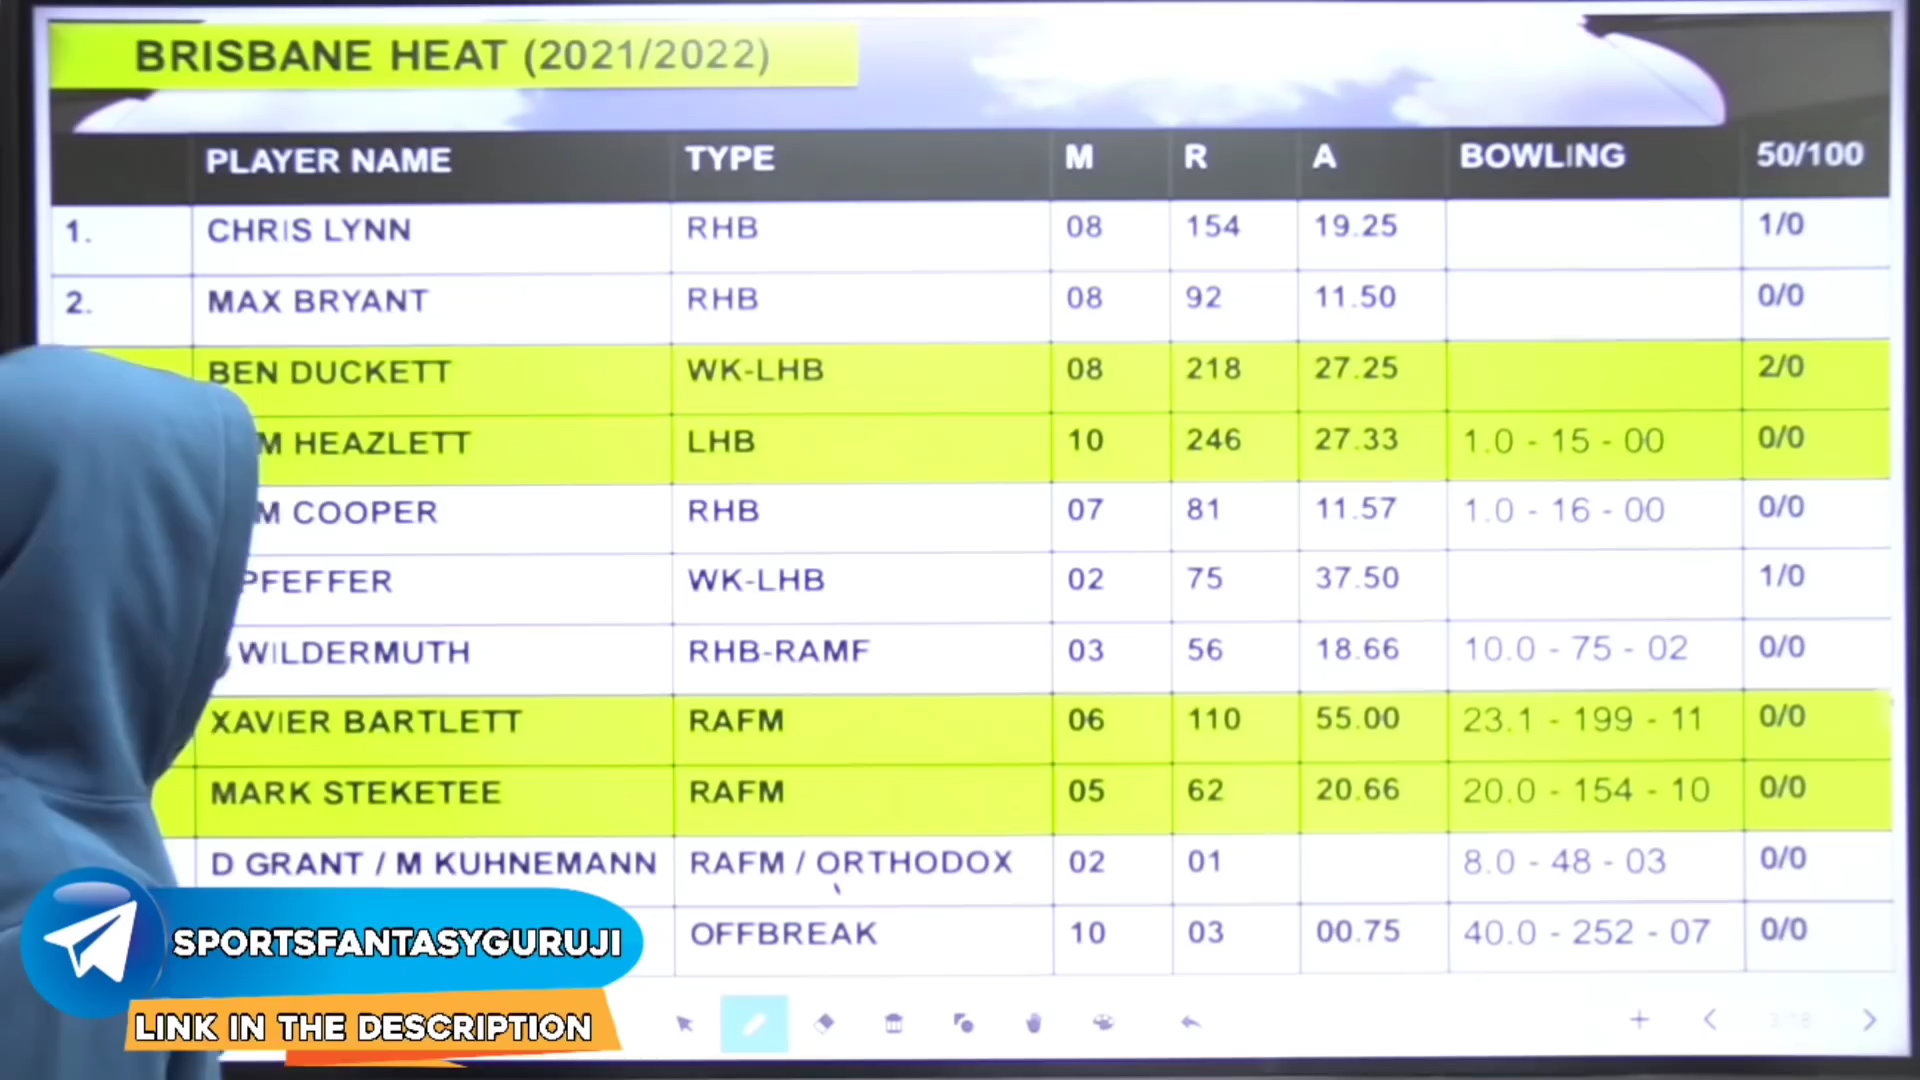 BRISBANE HEAT (2021/2022)
PLAYER NAME TYPE M R A BOWLING 50/100
1. CHRIS LYNN RHB 08 154 19.25 1/0
2. MAX BRYANT RHB 08 92 11.50 0/0
BEN DUCKETT WK-LHB 08 218 27.25 2/0
M HEAZLETT LHB 10 246 27.33 1.0 - 15 - 00 0/0
M COOPER RHB 07 81 11.57 1.0 - 16 - 00 0/0
PFEFFER WK-LHB 02 75 37.50 1/0
WILDERMUTH RHB-RAMF 03 56 18.66 10.0 - 75 - 02 0/0
XAVIER BARTLETT RAFM 06 110 55.00 23.1 - 199 - 11 0/0
MARK STEKETEE RAFM 05 62 20.66 20.0 - 154 - 10 0/0
D GRANT / M KUHNEMANN RAFM / ORTHODOX 02 01 8.0 - 48 - 03 0/0
OFFBREAK 10 03 00.75 40.0 - 252 - 07 0/0
SPORTSFANTASYGURUJI
LINK IN THE DESCRIPTION